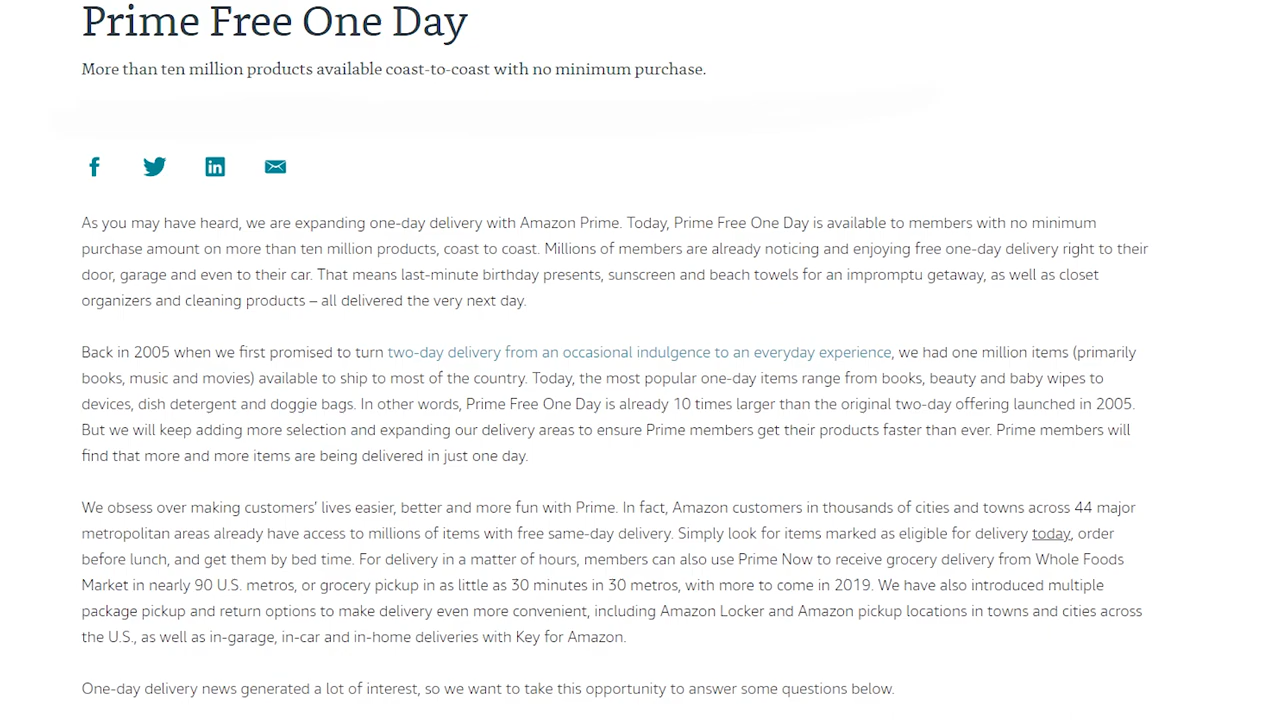 Prime Free One Day
More than ten million products available coast-to-coast with no minimum purchase.
As you may have heard, we are expanding one-day delivery with Amazon Prime. Today, Prime Free One Day is available to members with no minimum
purchase amount on more than ten million products, coast to coast. Millions of members are already noticing and enjoying free one-day delivery right to their
door, garage and even to their car. That means last-minute birthday presents, sunscreen and beach towels for an impromptu getaway, as well as closet
organizers and cleaning products – all delivered the very next day.
Back in 2005 when we first promised to turn two-day delivery from an occasional indulgence to an everyday experience, we had one million items (primarily
books, music and movies) available to ship to most of the country. Today, the most popular one-day items range from books, beauty and baby wipes to
devices, dish detergent and doggie bags. In other words, Prime Free One Day is already 10 times larger than the original two-day offering launched in 2005.
But we will keep adding more selection and expanding our delivery areas to ensure Prime members get their products faster than ever. Prime members will
find that more and more items are being delivered in just one day.
We obsess over making customers’ lives easier, better and more fun with Prime. In fact, Amazon customers in thousands of cities and towns across 44 major
metropolitan areas already have access to millions of items with free same-day delivery. Simply look for items marked as eligible for delivery today, order
before lunch, and get them by bed time. For delivery in a matter of hours, members can also use Prime Now to receive grocery delivery from Whole Foods
Market in nearly 90 U.S. metros, or grocery pickup in as little as 30 minutes in 30 metros, with more to come in 2019. We have also introduced multiple
package pickup and return options to make delivery even more convenient, including Amazon Locker and Amazon pickup locations in towns and cities across
the U.S., as well as in-garage, in-car and in-home deliveries with Key for Amazon.
One-day delivery news generated a lot of interest, so we want to take this opportunity to answer some questions below.